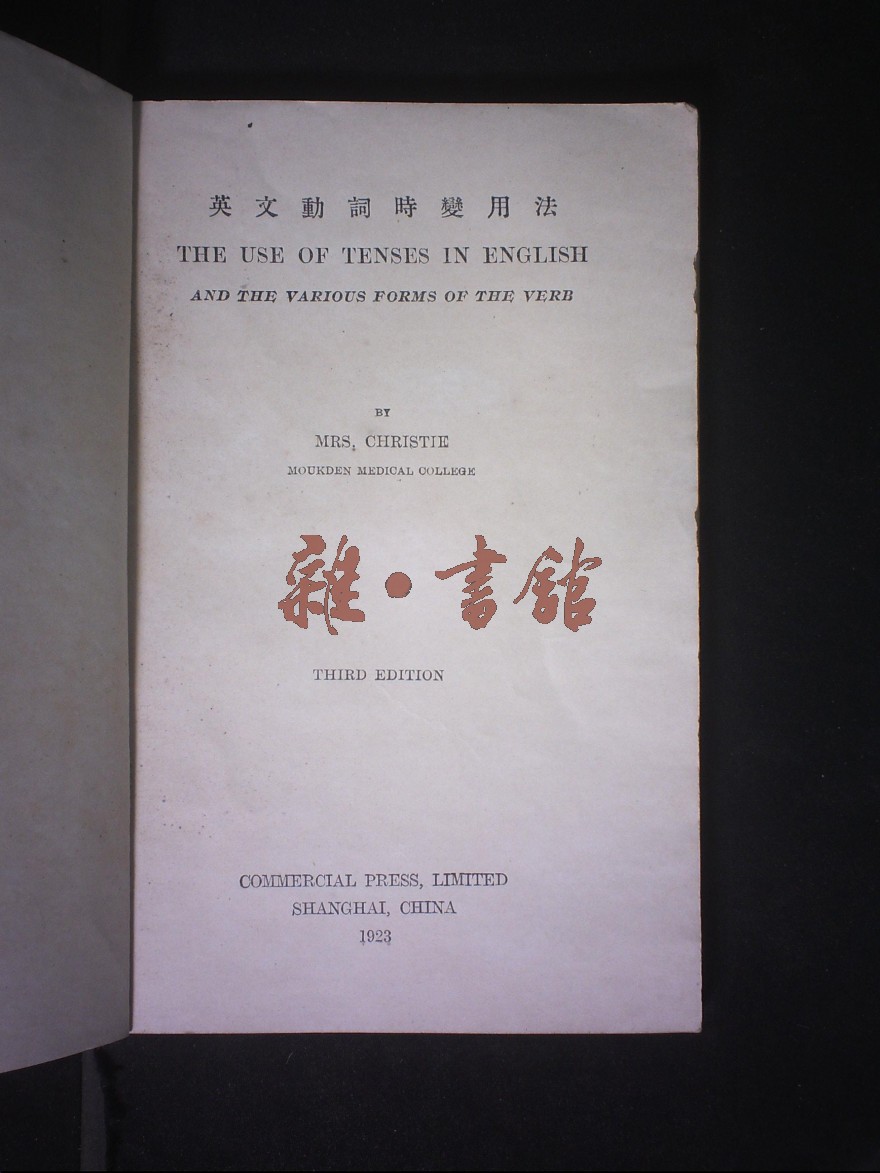 英文動詞時變用法
THE USE OF TENSES IN ENGLISH
AND THE VARIOUS FORMS OF THE VERB
BY
MRS. CHRISTIE
MOUKDEN MEDICAL COLLEGE
雜·書館
THIRD EDITION
COMMERCIAL PRESS, LIMITED
SHANGHAI, CHINA
1923